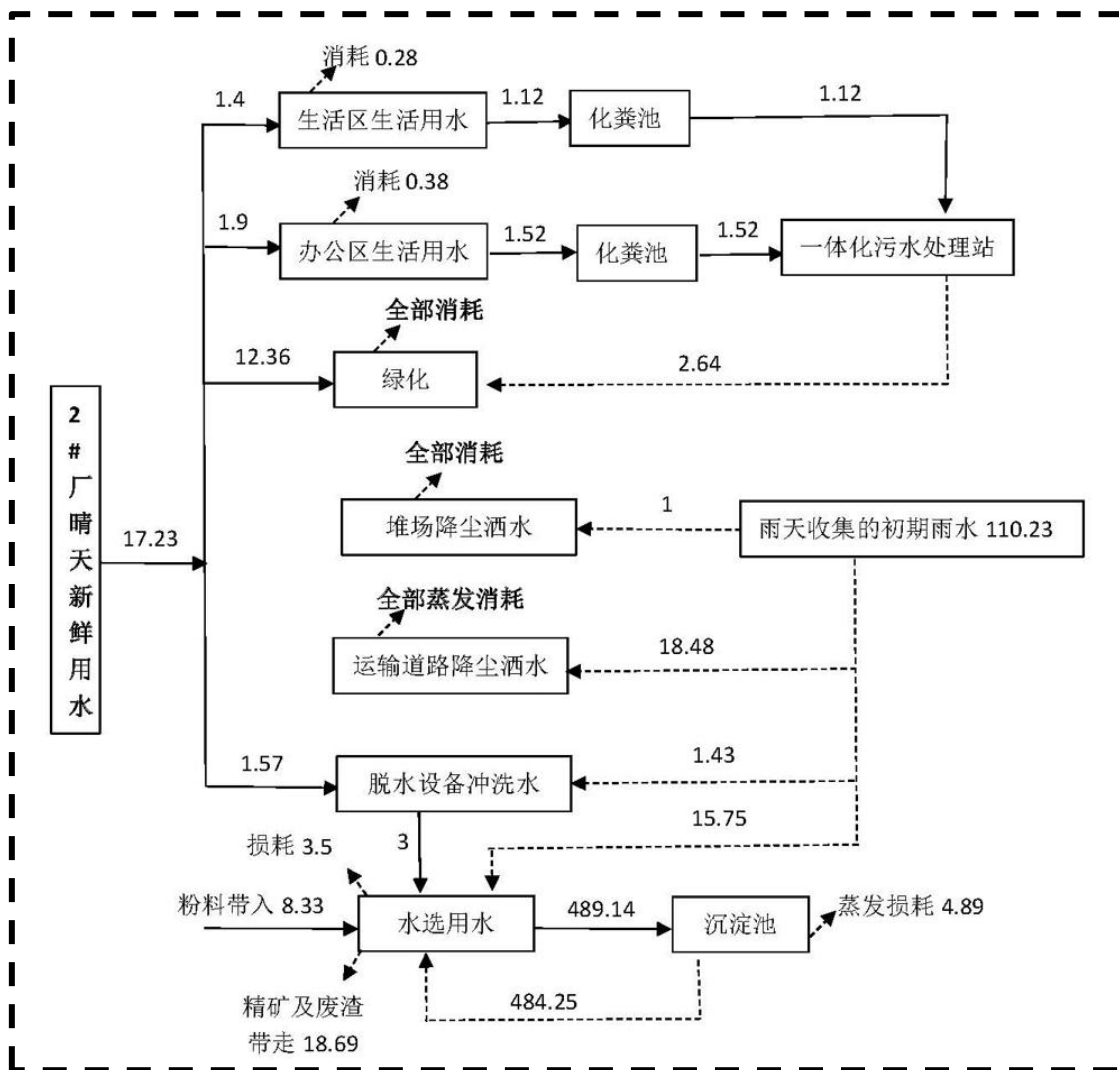 消耗 0.28
1.4
生活区生活用水
1.12
化粪池
1.12
消耗 0.38
1.9
办公区生活用水
1.52
化粪池
1.52
一体化污水处理站
全部消耗
12.36
绿化
2.64
2#厂晴天新鲜用水
17.23
全部消耗
堆场降尘洒水
1
雨天收集的初期雨水 110.23
全部蒸发消耗
运输道路降尘洒水
18.48
1.57
脱水设备冲洗水
1.43
损耗 3.5
3
15.75
粉料带入 8.33
水选用水
489.14
沉淀池
蒸发损耗 4.89
精矿及废渣
带走 18.69
484.25